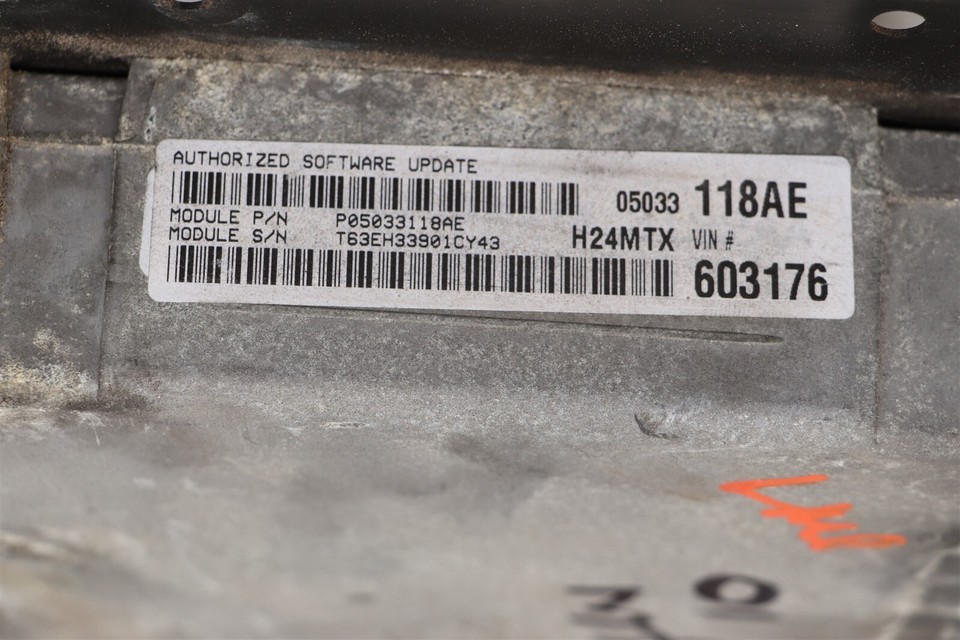 AUTHORIZED SOFTWARE UPDATE
05033 118AE
MODULE P/N P05033118AE
MODULE S/N T63EH33901CY43
H24MTX VIN #
603176